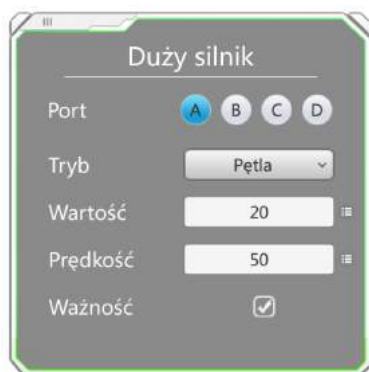 Duży silnik
Port A B C D
Tryb Pętla
Wartość 20
Prędkość 50
Ważność